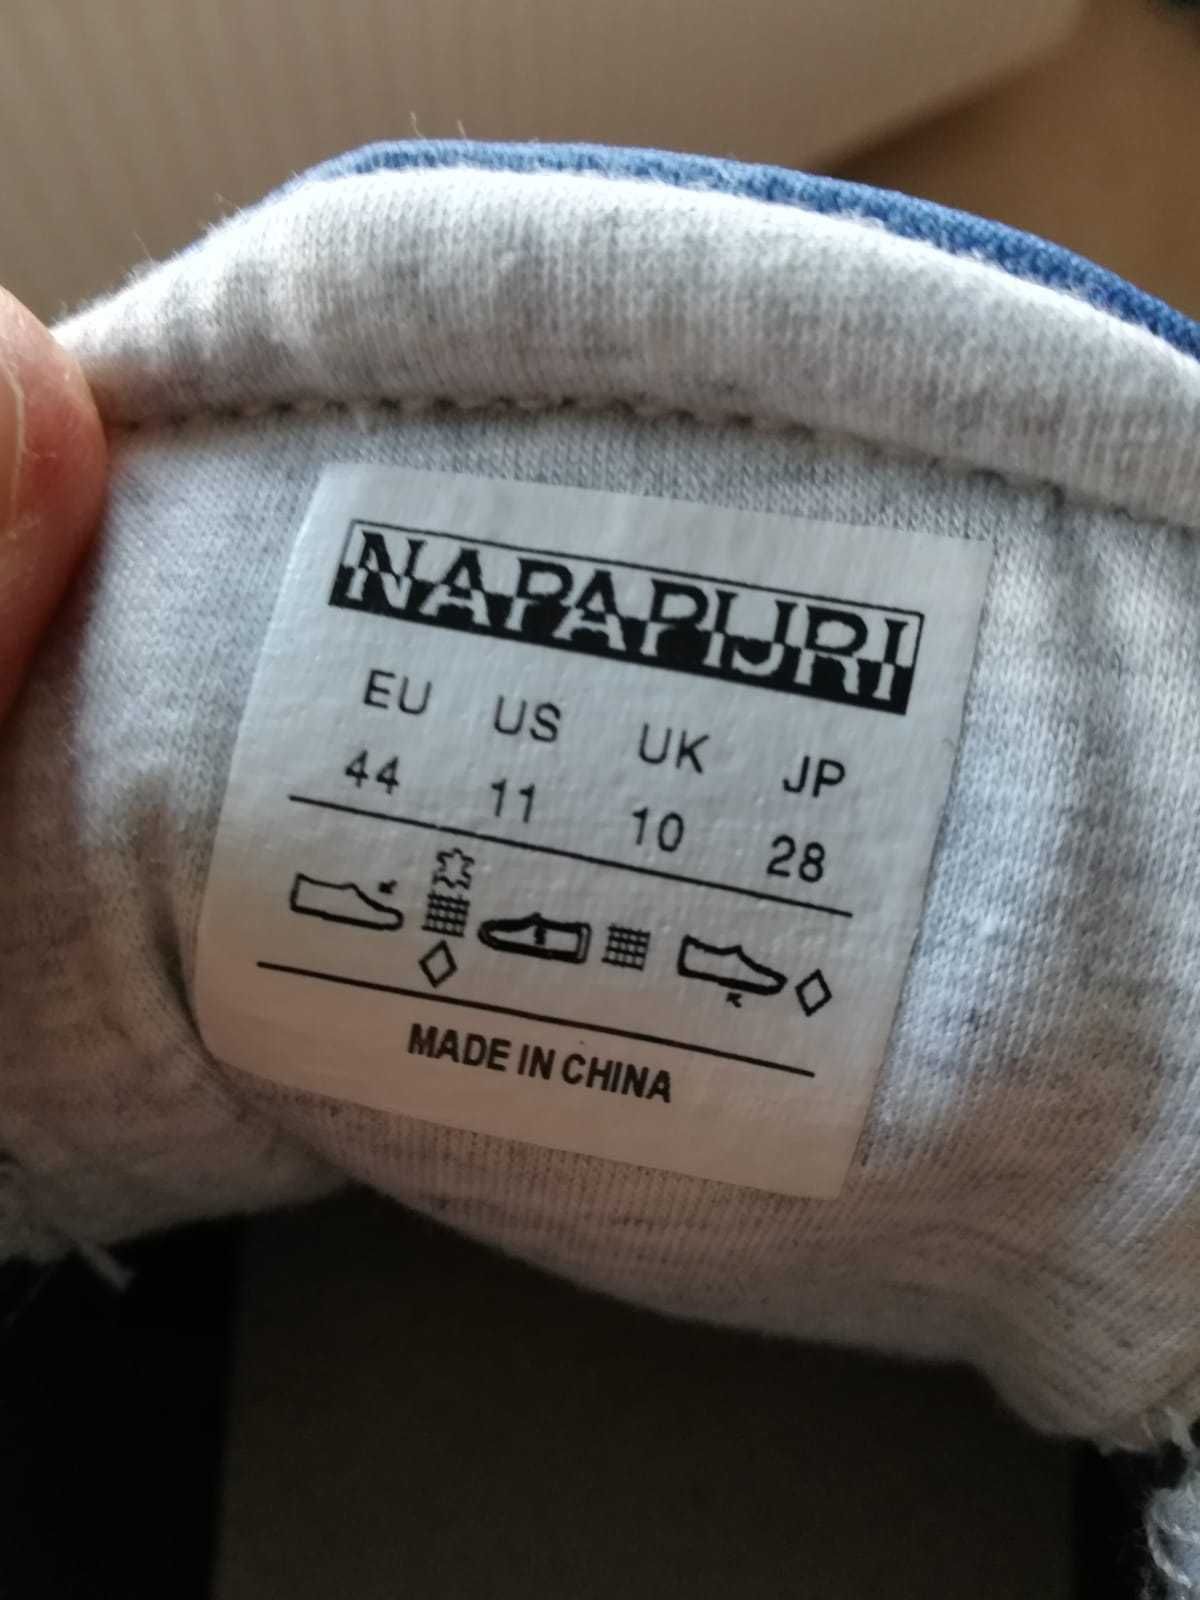 NAPAPIJRI
EU US UK JP
44 11 10 28
MADE IN CHINA